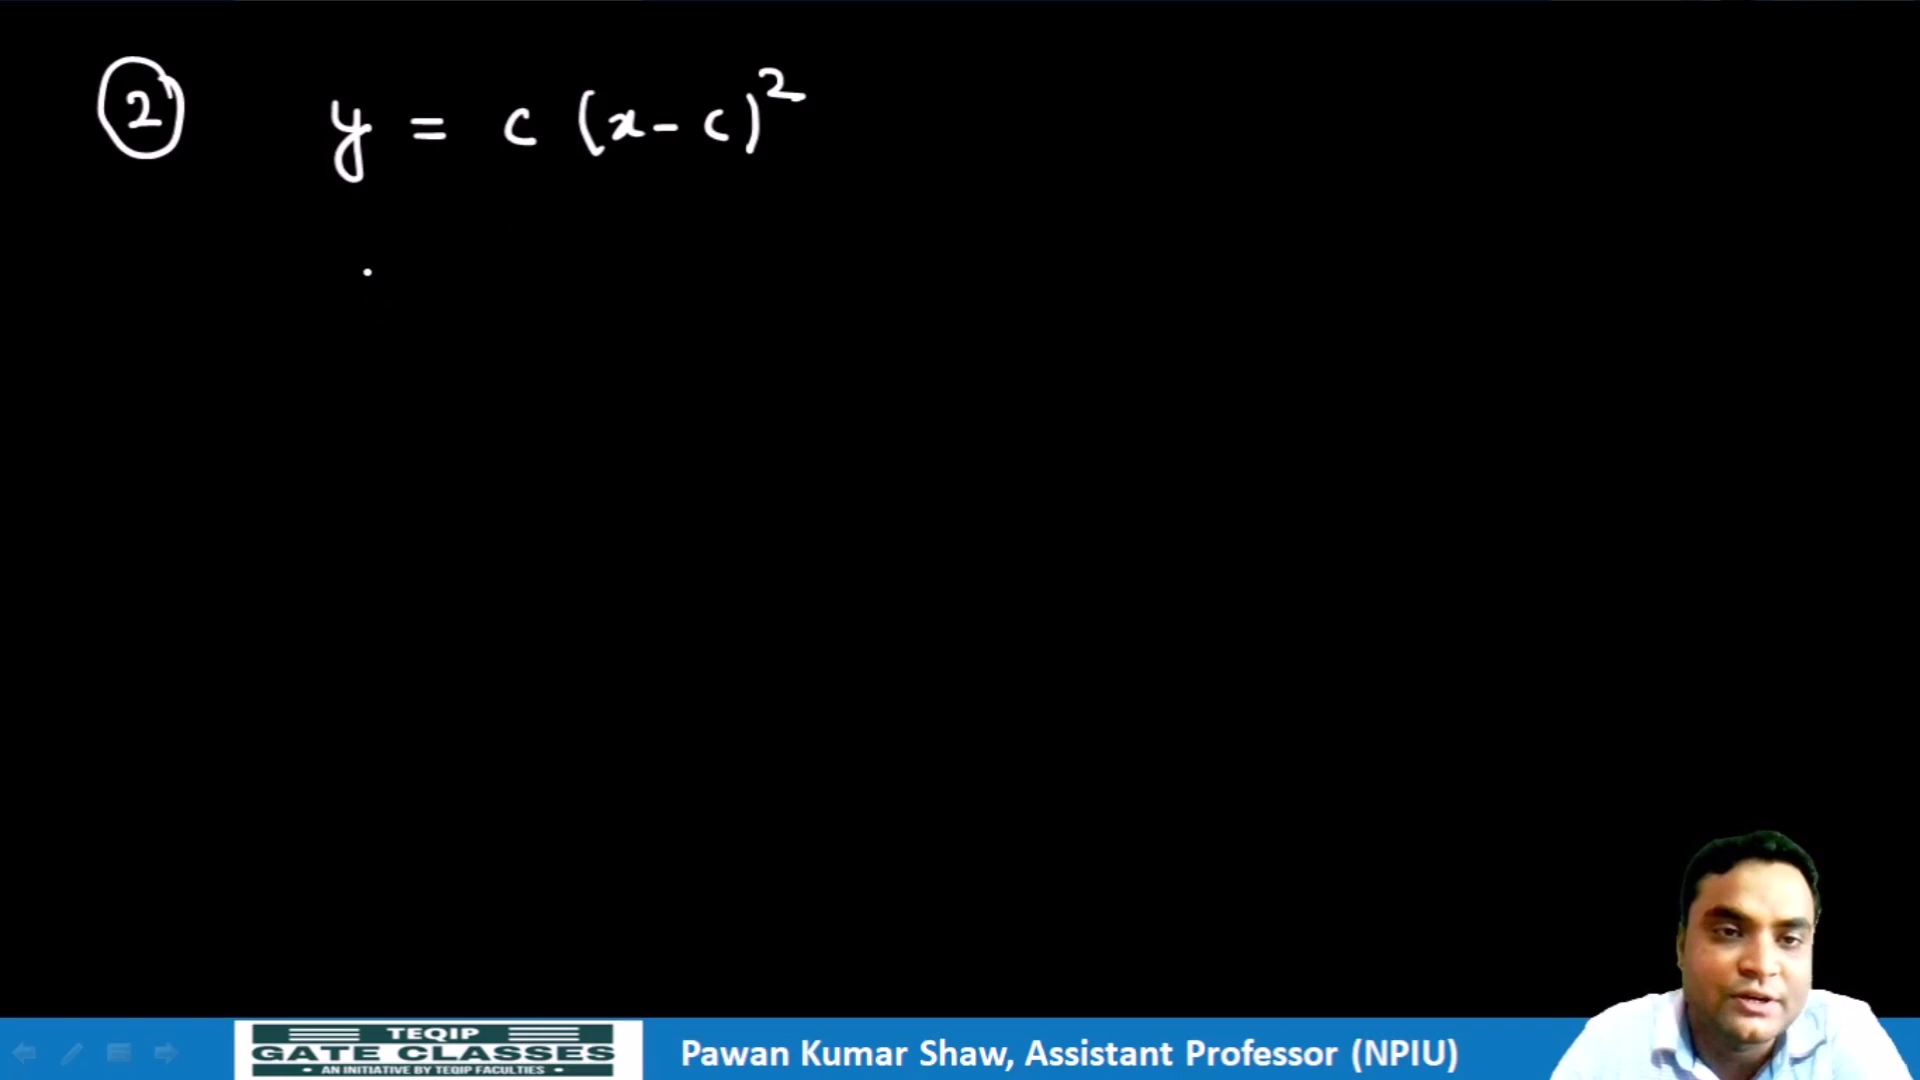 ② y = c (x - c)²
TEQIP
GATE CLASSES
• AN INITIATIVE BY TEQIP FACULTIES •
Pawan Kumar Shaw, Assistant Professor (NPIU)